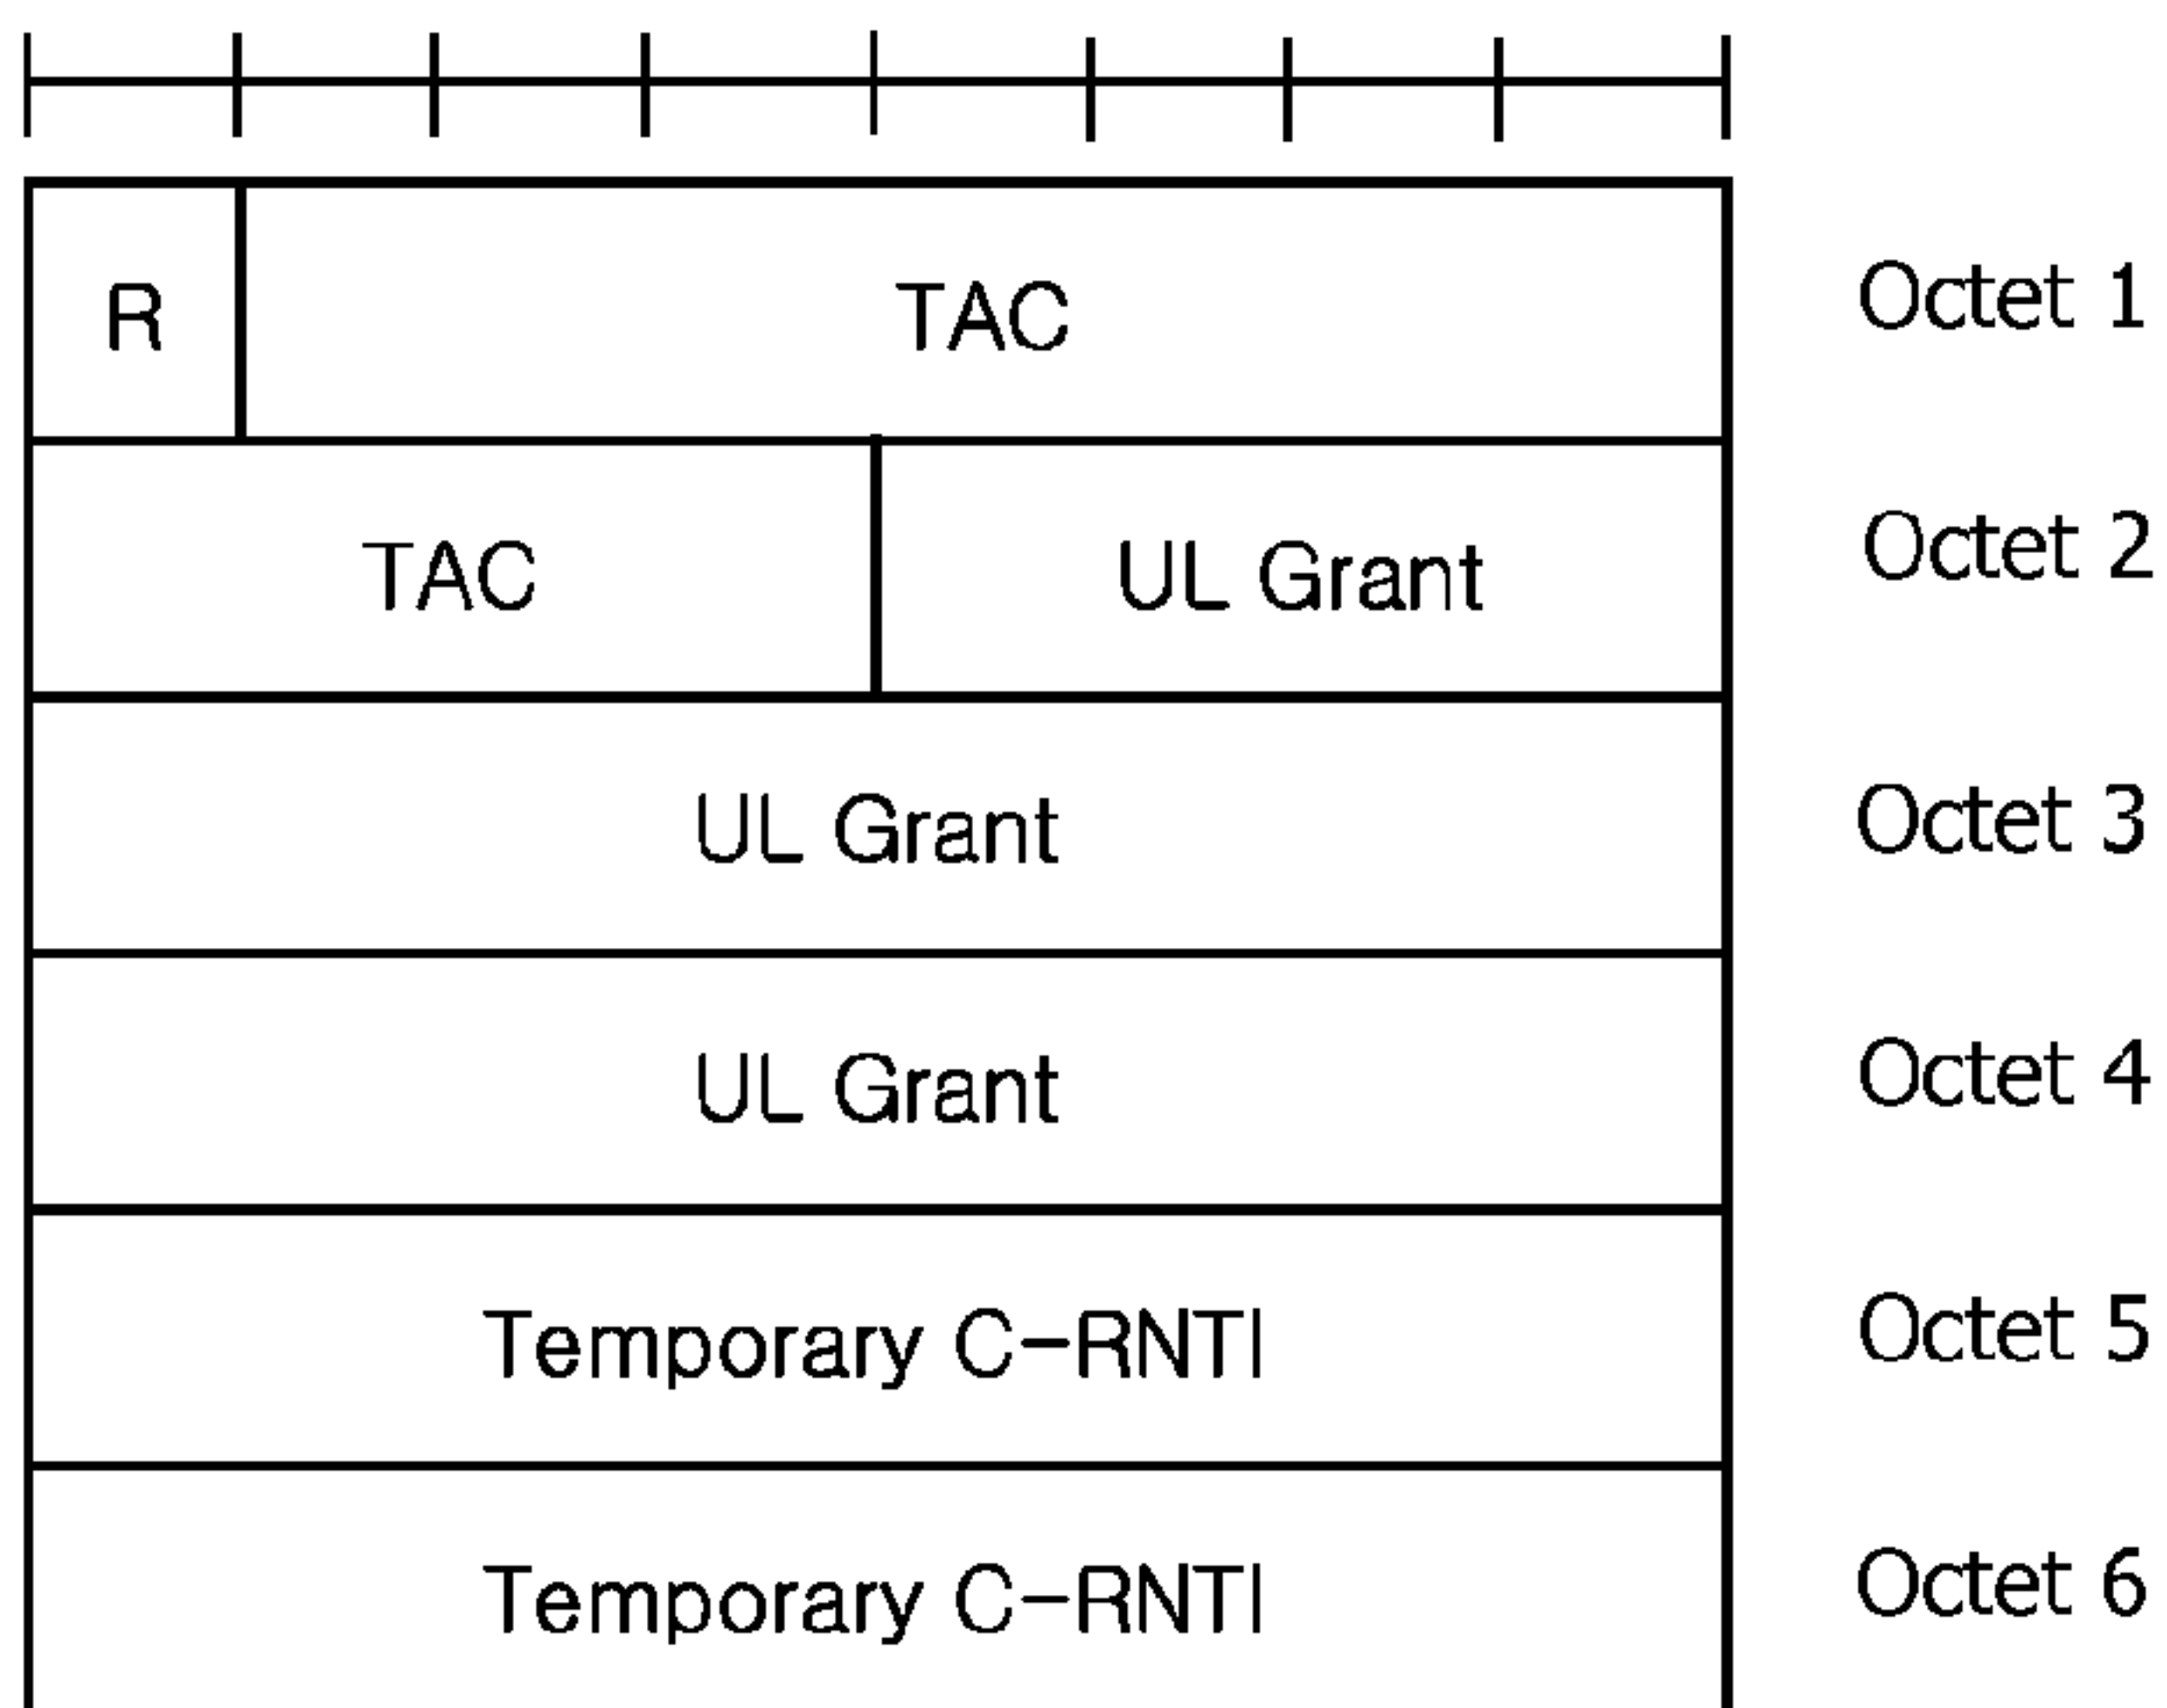 R TAC Octet 1
TAC UL Grant Octet 2
UL Grant Octet 3
UL Grant Octet 4
Temporary C-RNTI Octet 5
Temporary C-RNTI Octet 6